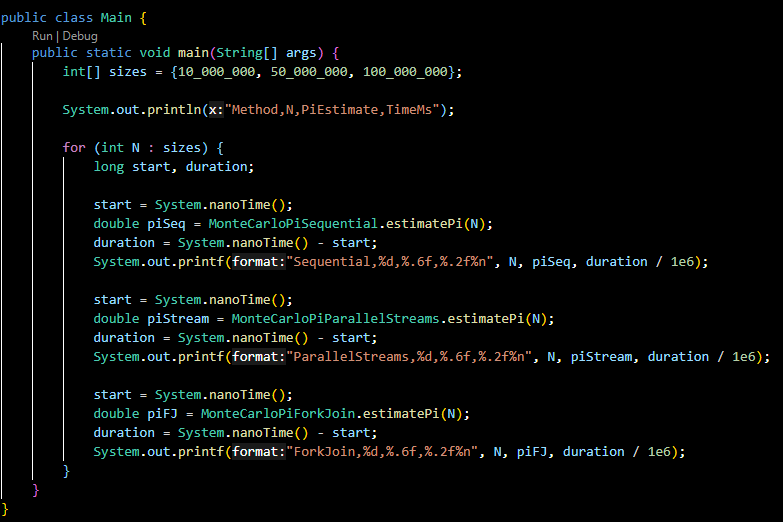 public class Main {
Run | Debug
public static void main(String[] args) {
int[] sizes = {10_000_000, 50_000_000, 100_000_000};
System.out.println(x:"Method,N,PiEstimate,TimeMs");
for (int N : sizes) {
long start, duration;
start = System.nanoTime();
double piSeq = MonteCarloPiSequential.estimatePi(N);
duration = System.nanoTime() - start;
System.out.printf(format:"Sequential,%d,%.6f,%.2f%n", N, piSeq, duration / 1e6);
start = System.nanoTime();
double piStream = MonteCarloPiParallelStreams.estimatePi(N);
duration = System.nanoTime() - start;
System.out.printf(format:"ParallelStreams,%d,%.6f,%.2f%n", N, piStream, duration / 1e6);
start = System.nanoTime();
double piFJ = MonteCarloPiForkJoin.estimatePi(N);
duration = System.nanoTime() - start;
System.out.printf(format:"ForkJoin,%d,%.6f,%.2f%n", N, piFJ, duration / 1e6);
}
}
}